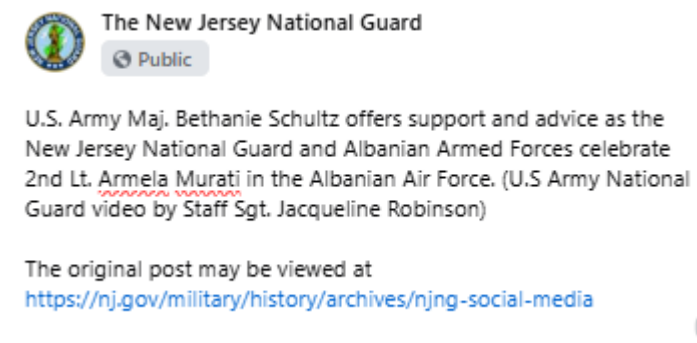 The New Jersey National Guard
Public
U.S. Army Maj. Bethanie Schultz offers support and advice as the
New Jersey National Guard and Albanian Armed Forces celebrate
2nd Lt. Armela Murati in the Albanian Air Force. (U.S Army National
Guard video by Staff Sgt. Jacqueline Robinson)
The original post may be viewed at
https://nj.gov/military/history/archives/njng-social-media